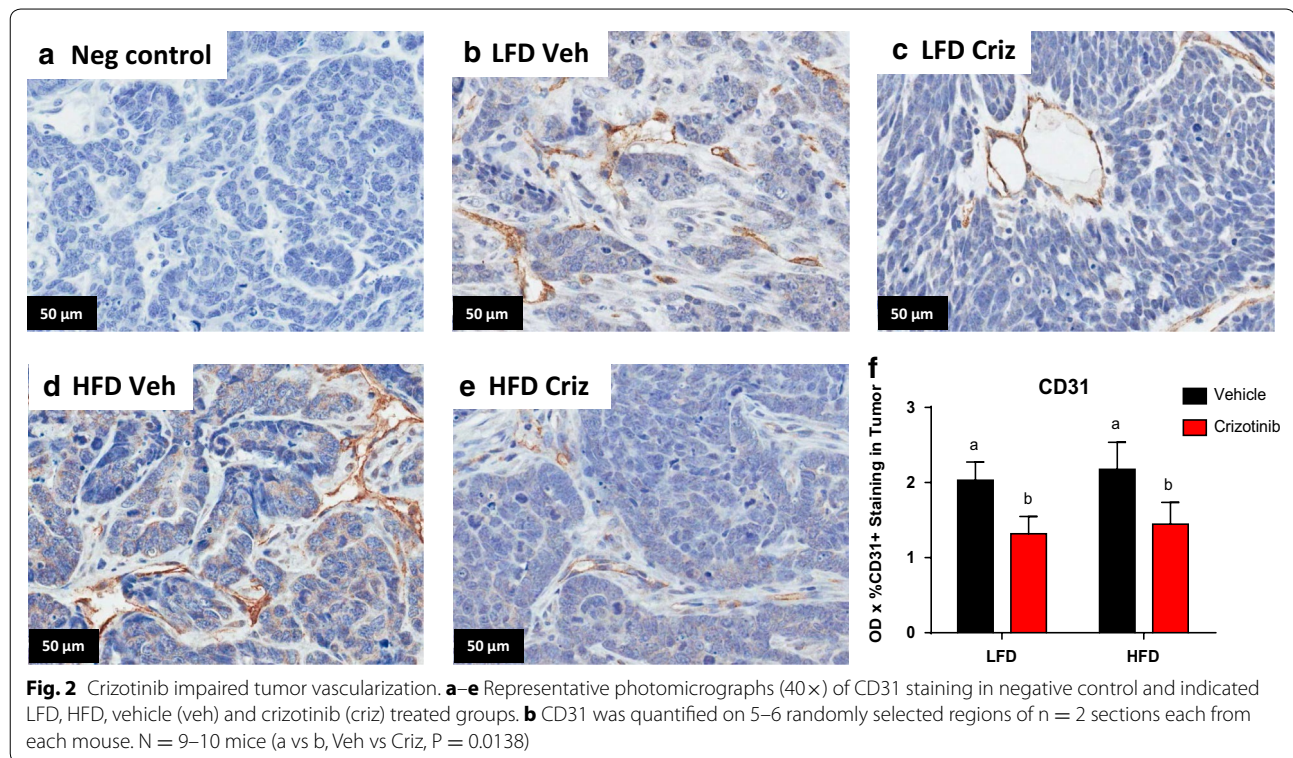 a Neg control
b LFD Veh
c LFD Criz
50 µm
50 µm
50 µm
d HFD Veh
e HFD Criz
50 µm
50 µm
f
CD31
Vehicle
Crizotinib
OD x %CD31+ Staining in Tumor
3
2
1
0
a
b
a
b
LFD
HFD
Fig. 2 Crizotinib impaired tumor vascularization. a–e Representative photomicrographs (40×) of CD31 staining in negative control and indicated
LFD, HFD, vehicle (veh) and crizotinib (criz) treated groups. b CD31 was quantified on 5–6 randomly selected regions of n = 2 sections each from
each mouse. N = 9–10 mice (a vs b, Veh vs Criz, P = 0.0138)